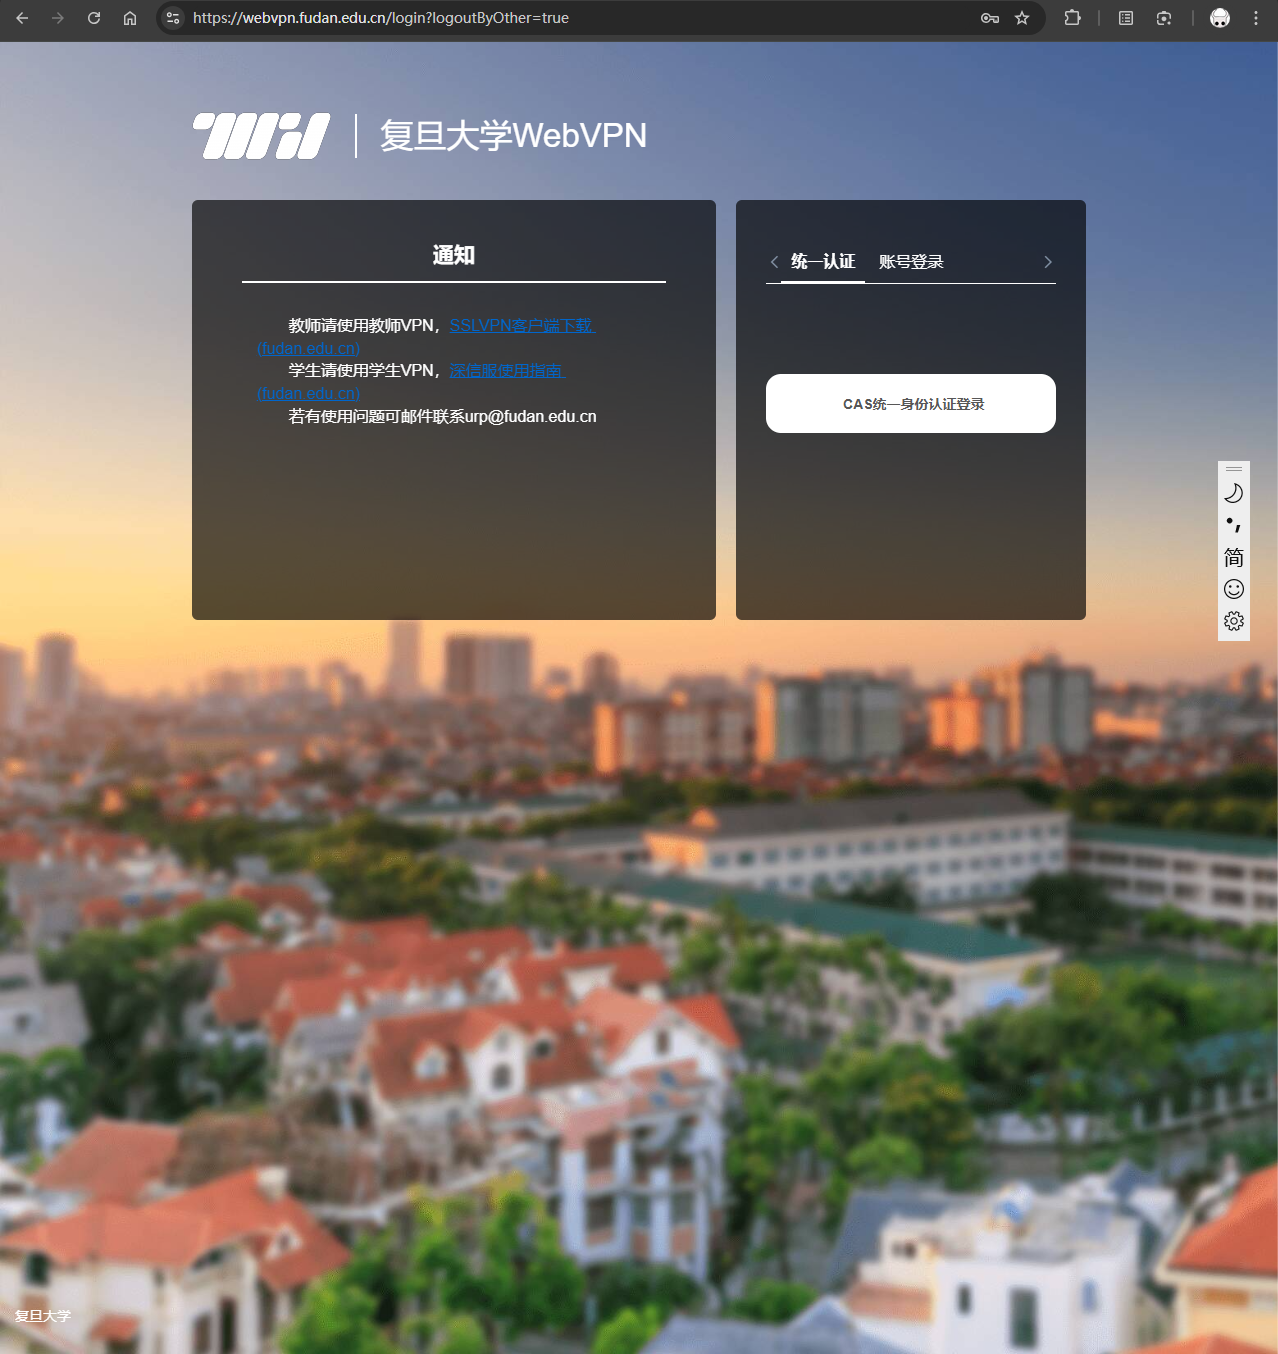 https://webvpn.fudan.edu.cn/login?logoutByOther=true
复旦大学WebVPN
通知
教师请使用教师VPN，SSLVPN客户端下载
(fudan.edu.cn)
学生请使用学生VPN，深信服使用指南
(fudan.edu.cn)
若有使用问题可邮件联系urp@fudan.edu.cn
统一认证 账号登录
CAS统一身份认证登录
简
复旦大学